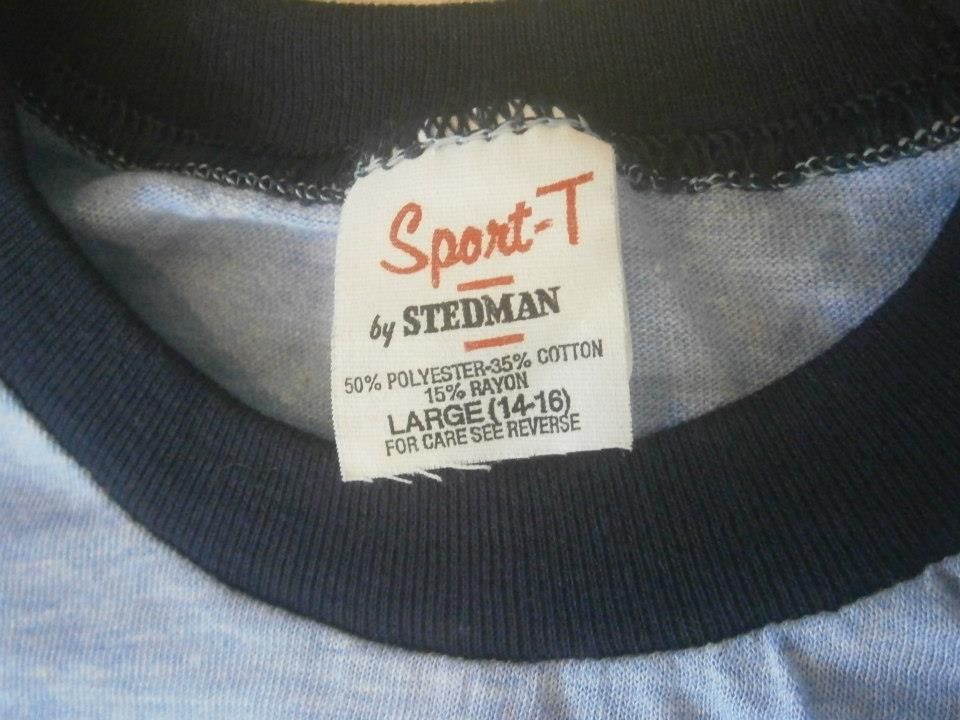 Sport-T
by STEDMAN
50% POLYESTER-35% COTTON
15% RAYON
LARGE (14-16)
FOR CARE SEE REVERSE